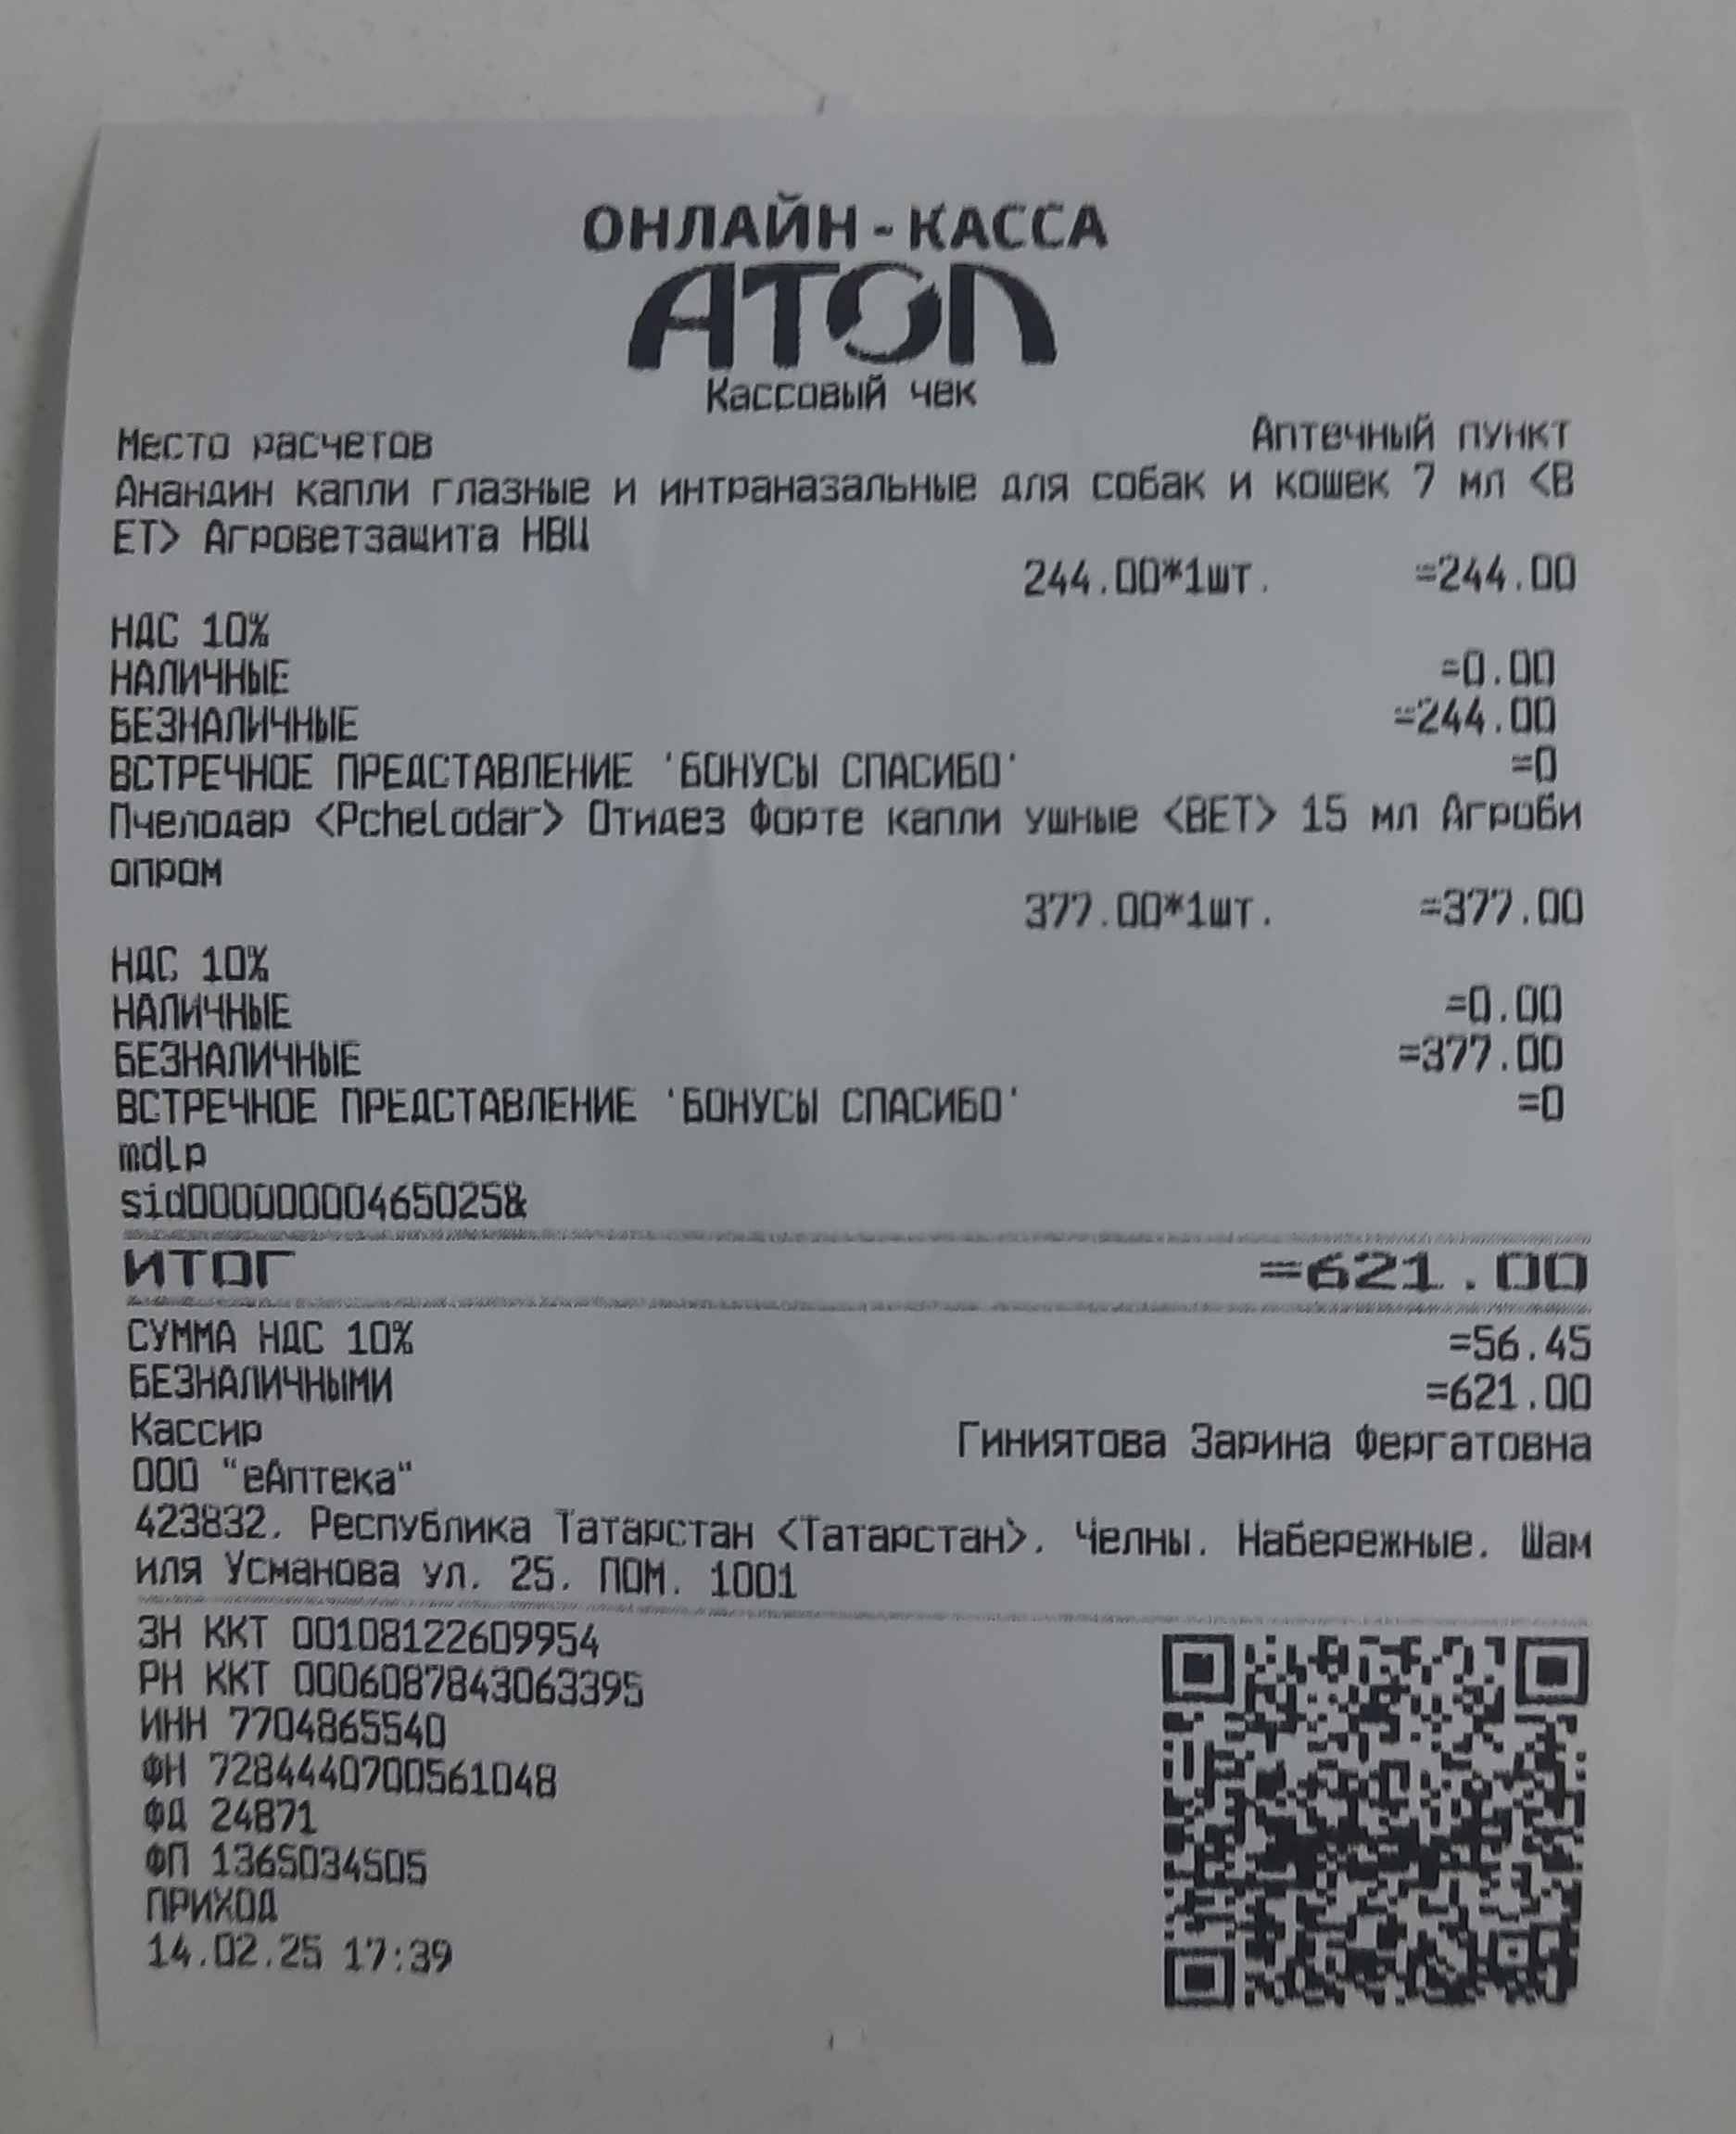 ОНЛАЙН-КАССА
АТОЛ
Кассовый чек
Место расчетов Аптечный пункт
Анандин капли глазные и интраназальные для собак и кошек 7 мл <В
ЕТ> Агроветзащита НВЦ
244.00*1шт. =244.00
НДС 10%
НАЛИЧНЫЕ =0.00
БЕЗНАЛИЧНЫЕ =244.00
ВСТРЕЧНОЕ ПРЕДСТАВЛЕНИЕ 'БОНУСЫ СПАСИБО' =0
Пчелодар <Pchelodar> Отидез Форте капли ушные <ВЕТ> 15 мл Агроби
опром
377.00*1шт. =377.00
НДС 10%
НАЛИЧНЫЕ =0.00
БЕЗНАЛИЧНЫЕ =377.00
ВСТРЕЧНОЕ ПРЕДСТАВЛЕНИЕ 'БОНУСЫ СПАСИБО' =0
mdlp
sid00000000465025&
ИТОГ =621.00
СУММА НДС 10% =56.45
БЕЗНАЛИЧНЫМИ =621.00
Кассир Гиниятова Зарина Фергатовна
ООО "еАптека"
423832, Республика Татарстан <Татарстан>, Челны, Набережные, Шам
иля Усманова ул, 25, ПОМ. 1001
ЗН ККТ 00108122609954
РН ККТ 0006087843063395
ИНН 7704865540
ФН 7284440700561048
ФД 24871
ФП 1365034505
ПРИХОД
14.02.25 17:39